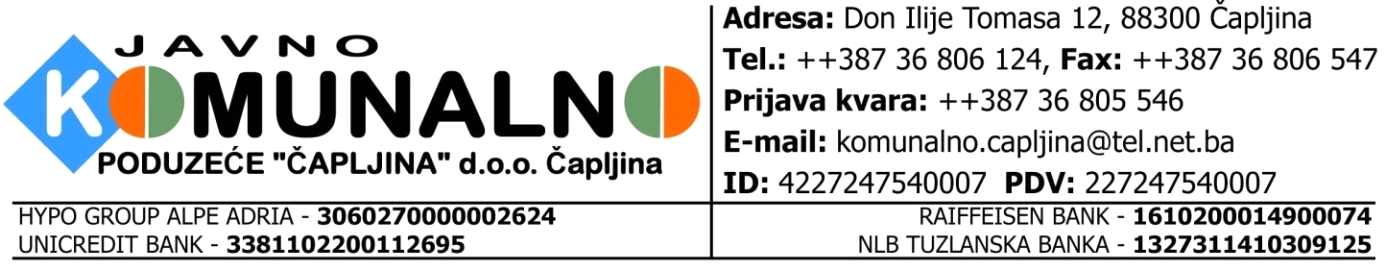 JAVNO
KOMUNALNO
PODUZEĆE "ČAPLJINA" d.o.o. Čapljina
Adresa: Don Ilije Tomasa 12, 88300 Čapljina
Tel.: ++387 36 806 124, Fax: ++387 36 806 547
Prijava kvara: ++387 36 805 546
E-mail: komunalno.capljina@tel.net.ba
ID: 4227247540007 PDV: 227247540007
HYPO GROUP ALPE ADRIA - 3060270000002624
UNICREDIT BANK - 3381102200112695
RAIFFEISEN BANK - 1610200014900074
NLB TUZLANSKA BANKA - 1327311410309125